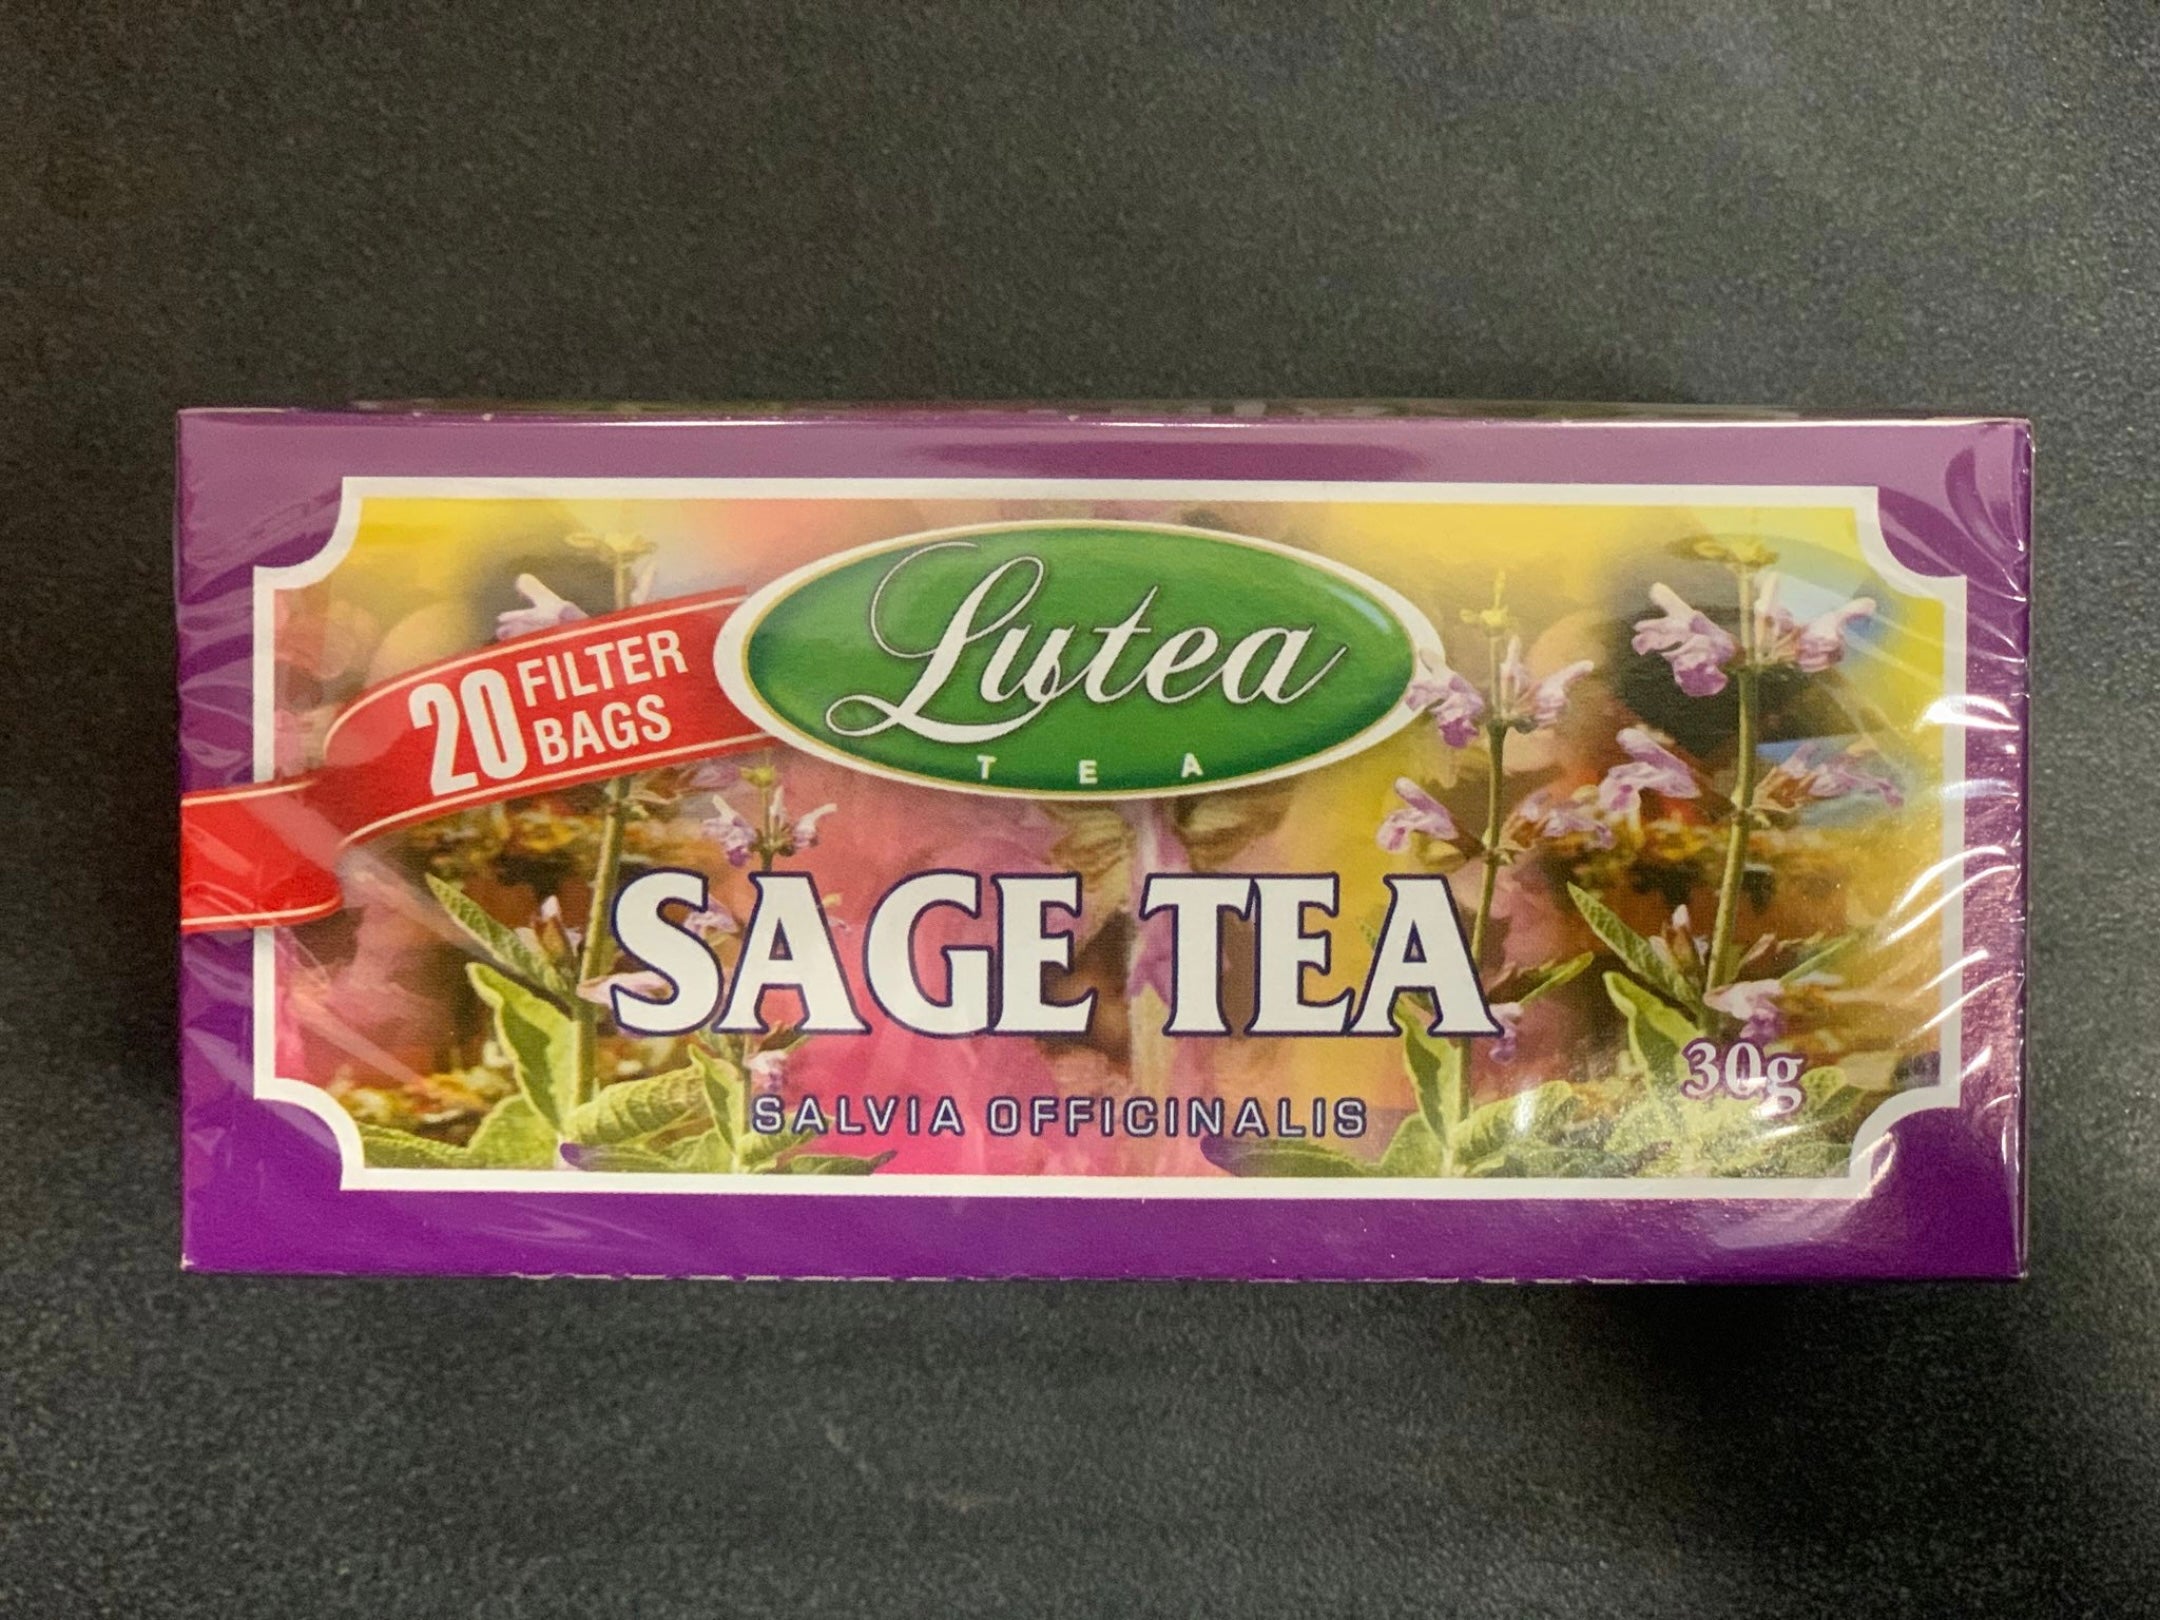 Lutea
TEA
20 FILTER
BAGS
SAGE TEA
SALVIA OFFICINALIS
30g